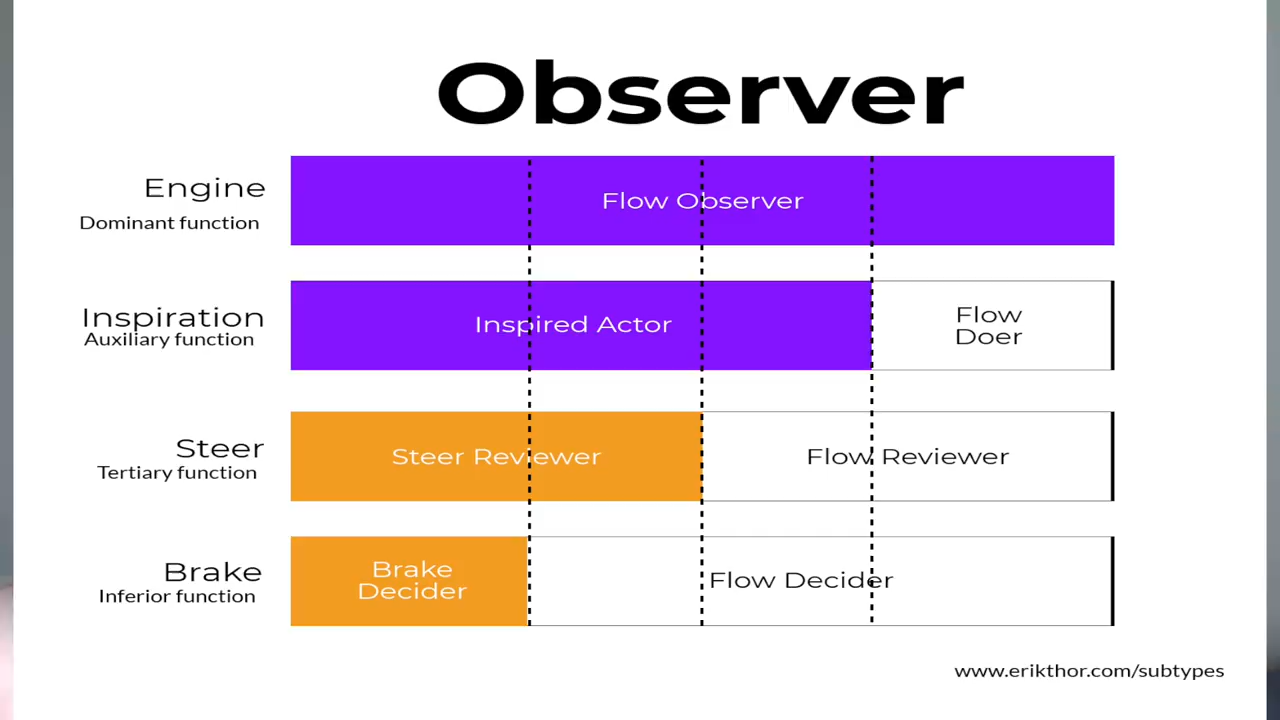 Observer
Engine
Dominant function
Flow Observer
Inspiration
Auxiliary function
Inspired Actor
Flow
Doer
Steer
Tertiary function
Steer Reviewer
Flow Reviewer
Brake
Inferior function
Brake
Decider
Flow Decider
www.erikthor.com/subtypes